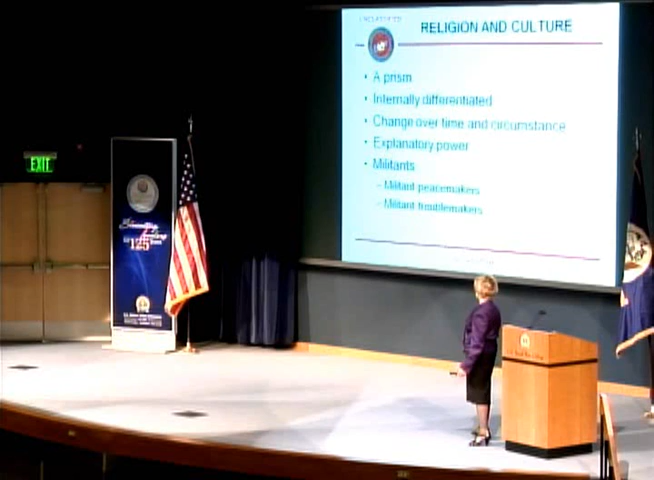 UNCLASSIFIED
RELIGION AND CULTURE
• A prism
• Internally differentiated
• Change over time and circumstance
• Explanatory power
• Militants
– Militant peacemakers
– Militant troublemakers
EXIT
125